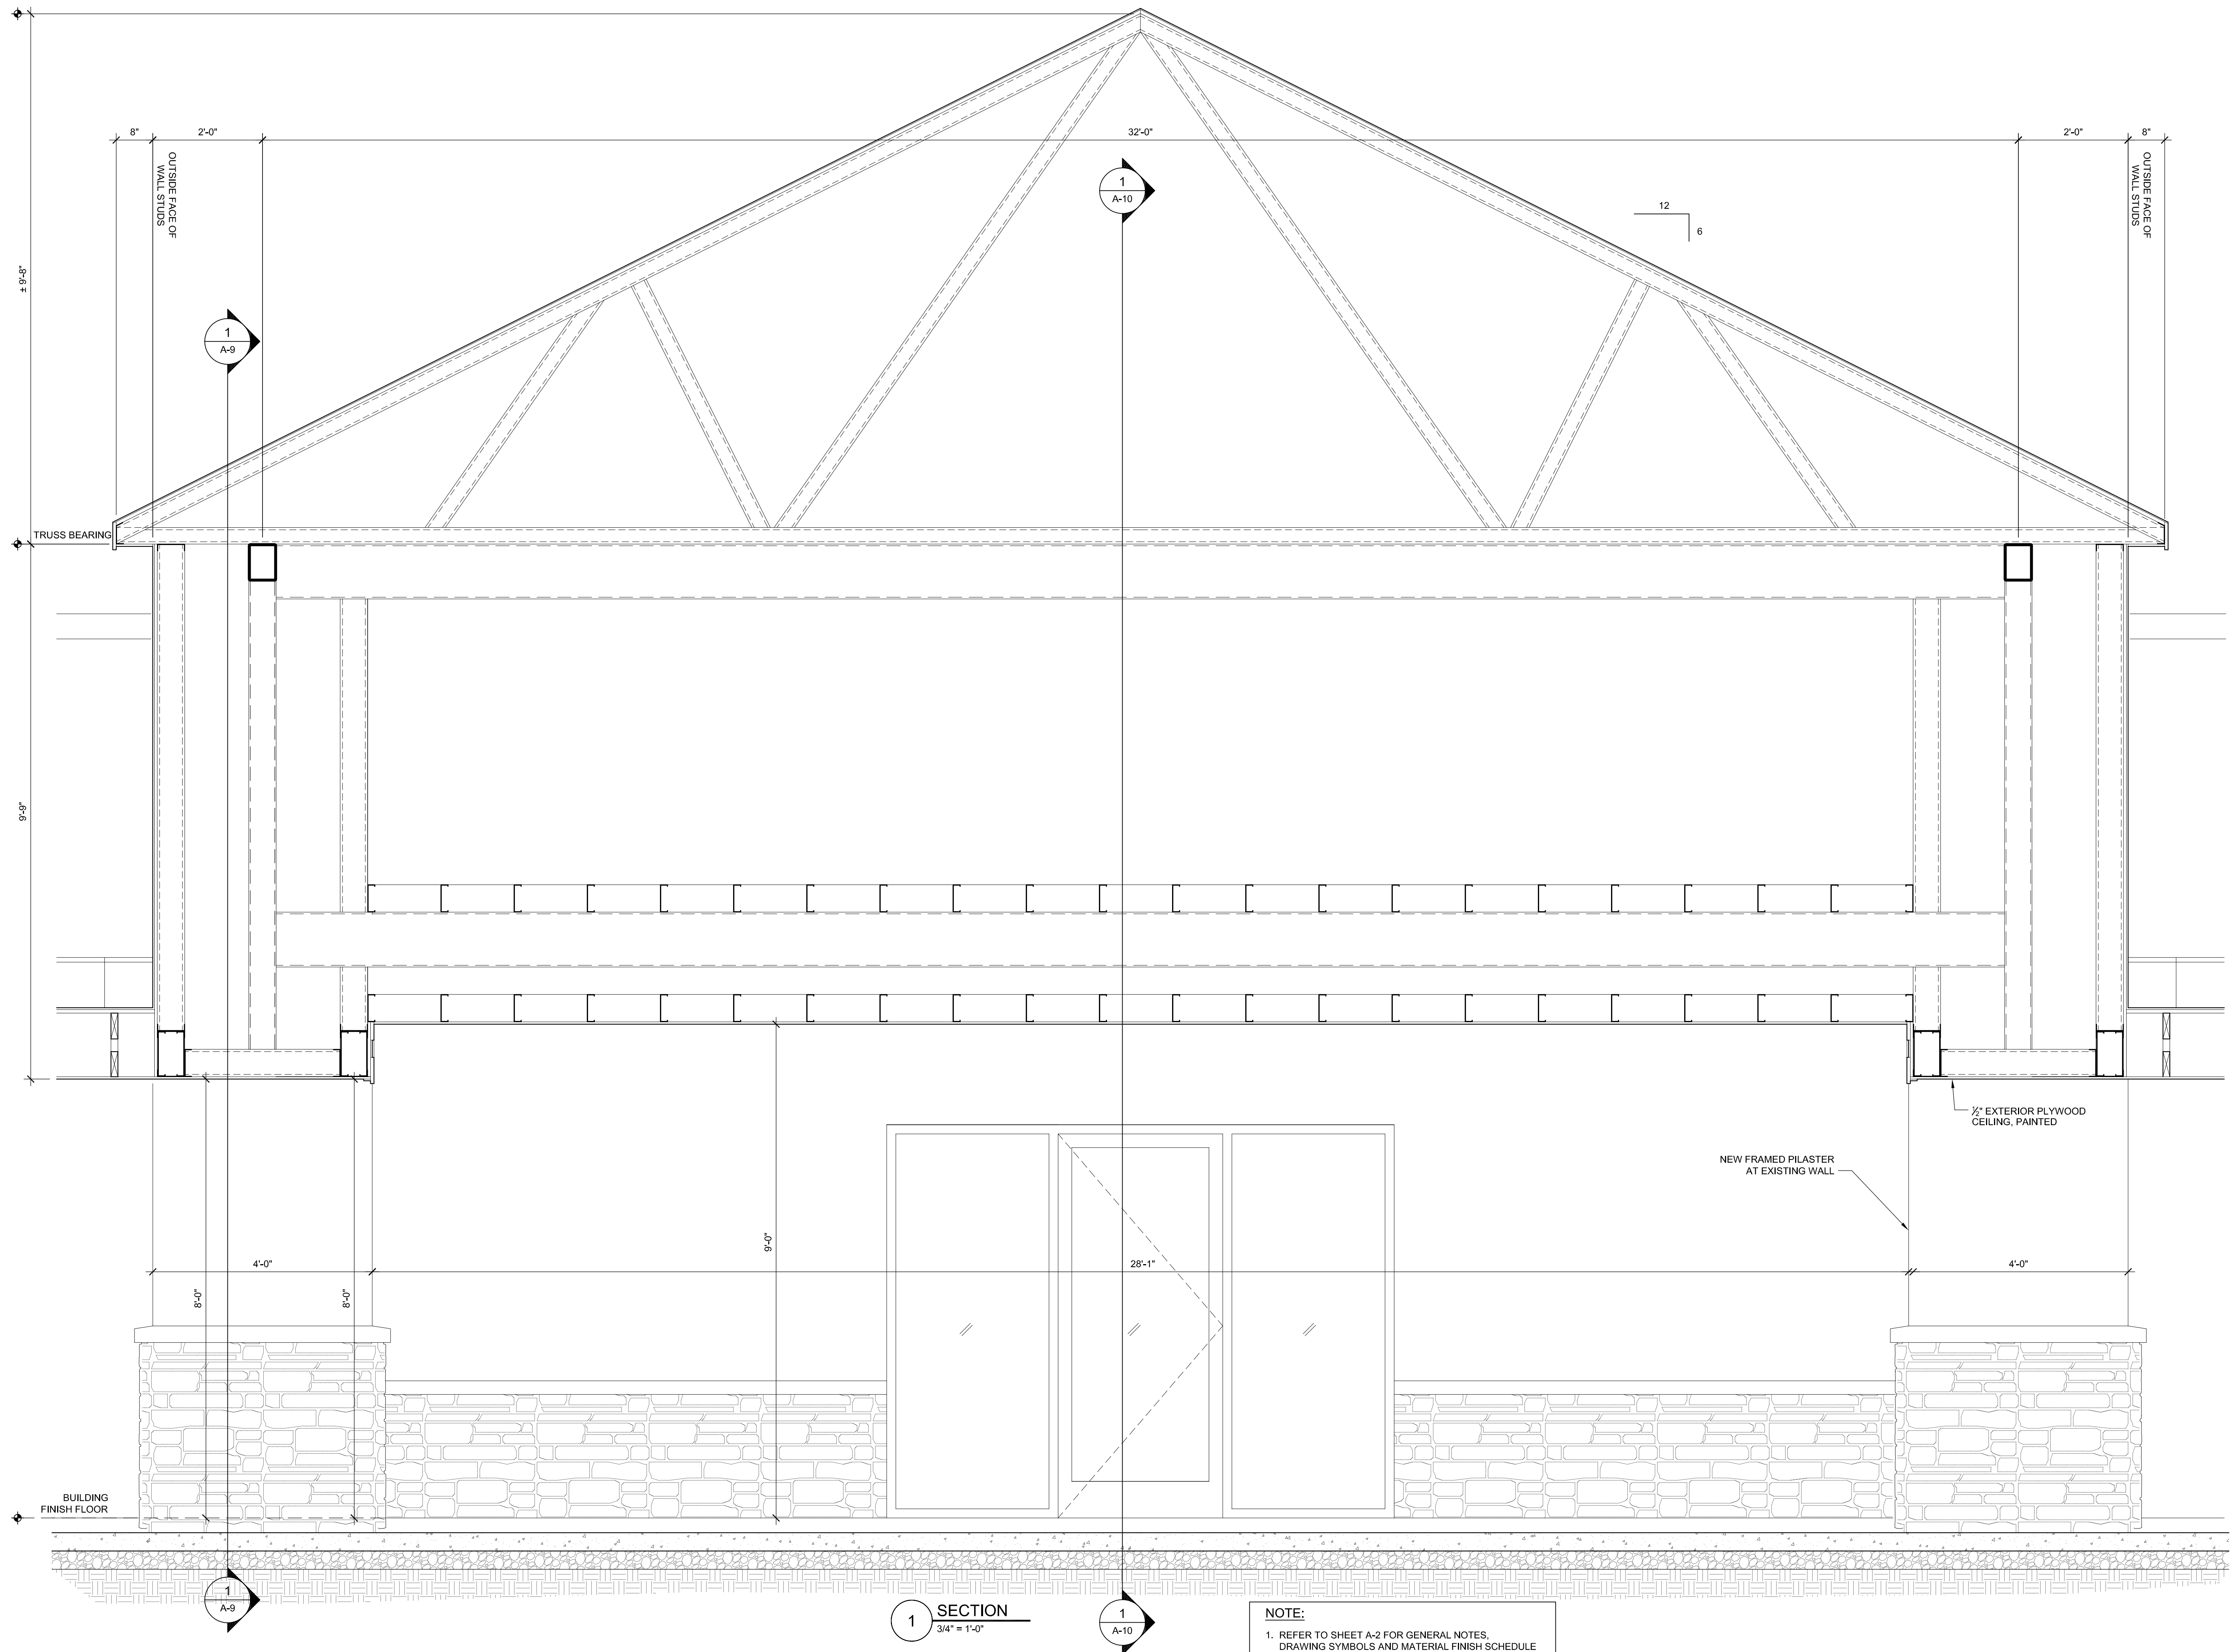 8"
2'-0"
32'-0"
2'-0"
8"
OUTSIDE FACE OF
WALL STUDS
OUTSIDE FACE OF
WALL STUDS
1
A-10
12
6
± 9'-8"
1
A-9
TRUSS BEARING
9'-9"
½" EXTERIOR PLYWOOD
CEILING, PAINTED
NEW FRAMED PILASTER
AT EXISTING WALL
9'-0"
4'-0"
28'-1"
4'-0"
8'-0"
8'-0"
BUILDING
FINISH FLOOR
1
A-9
1
SECTION
3/4" = 1'-0"
1
A-10
NOTE:
1. REFER TO SHEET A-2 FOR GENERAL NOTES,
DRAWING SYMBOLS AND MATERIAL FINISH SCHEDULE